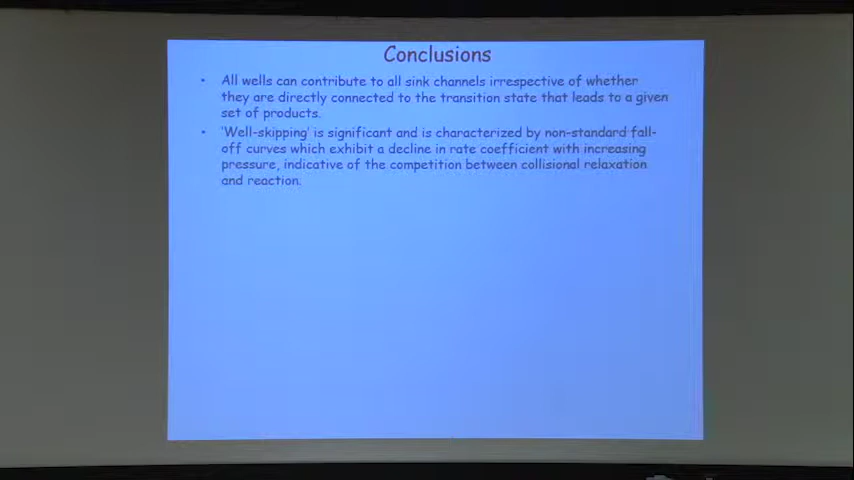 Conclusions
• All wells can contribute to all sink channels irrespective of whether
they are directly connected to the transition state that leads to a given
set of products.
• 'Well-skipping' is significant and is characterized by non-standard fall-
off curves which exhibit a decline in rate coefficient with increasing
pressure, indicative of the competition between collisional relaxation
and reaction.